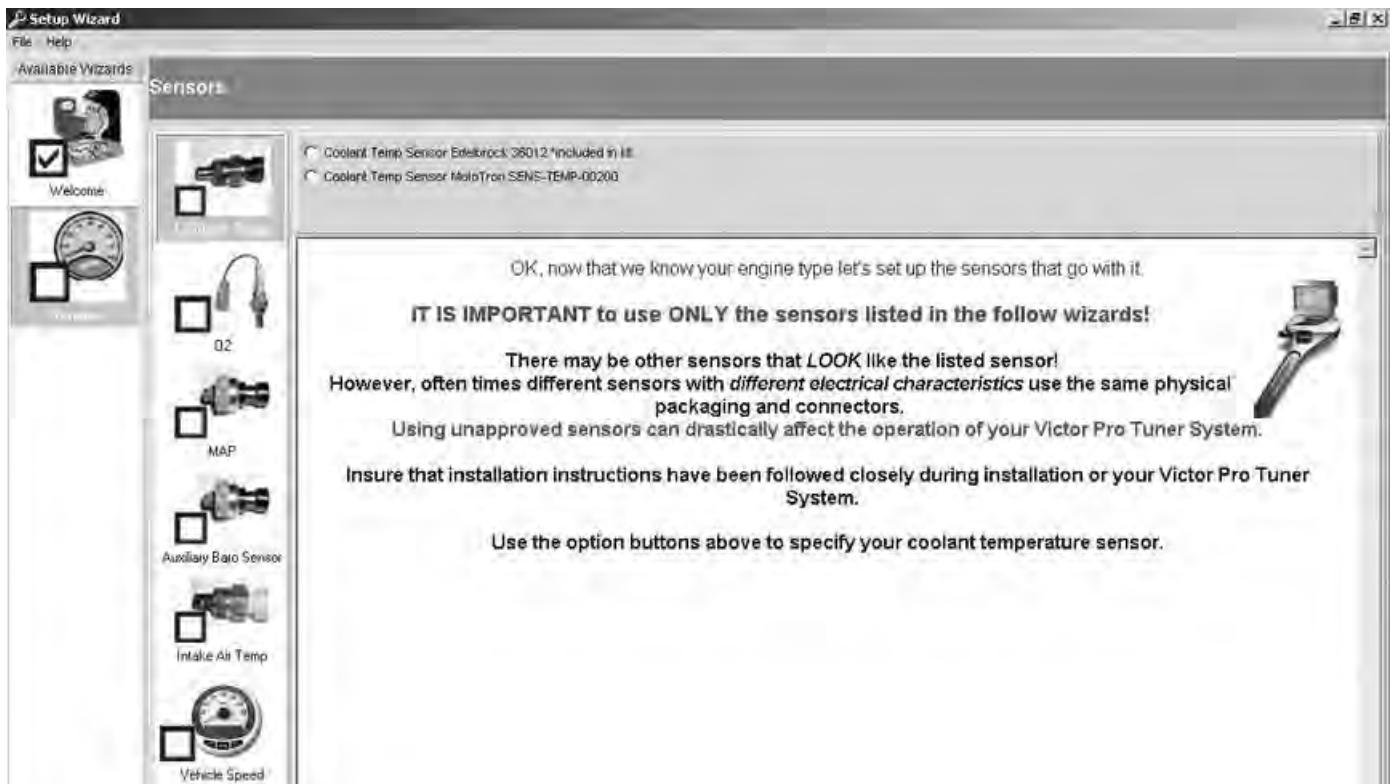 Setup Wizard
File Help
Available Wizards
Sensors
Welcome
Coolant Temp Sensor Edelbrock 36012 *included in kit
Coolant Temp Sensor MoloTron SENS-TEMP-00200
O2
MAP
Auxiliary Baro Sensor
Intake Air Temp
Vehicle Speed
OK, now that we know your engine type let's set up the sensors that go with it.
IT IS IMPORTANT to use ONLY the sensors listed in the follow wizards!
There may be other sensors that LOOK like the listed sensor!
However, often times different sensors with different electrical characteristics use the same physical
packaging and connectors.
Using unapproved sensors can drastically affect the operation of your Victor Pro Tuner System.
Insure that installation instructions have been followed closely during installation or your Victor Pro Tuner
System.
Use the option buttons above to specify your coolant temperature sensor.